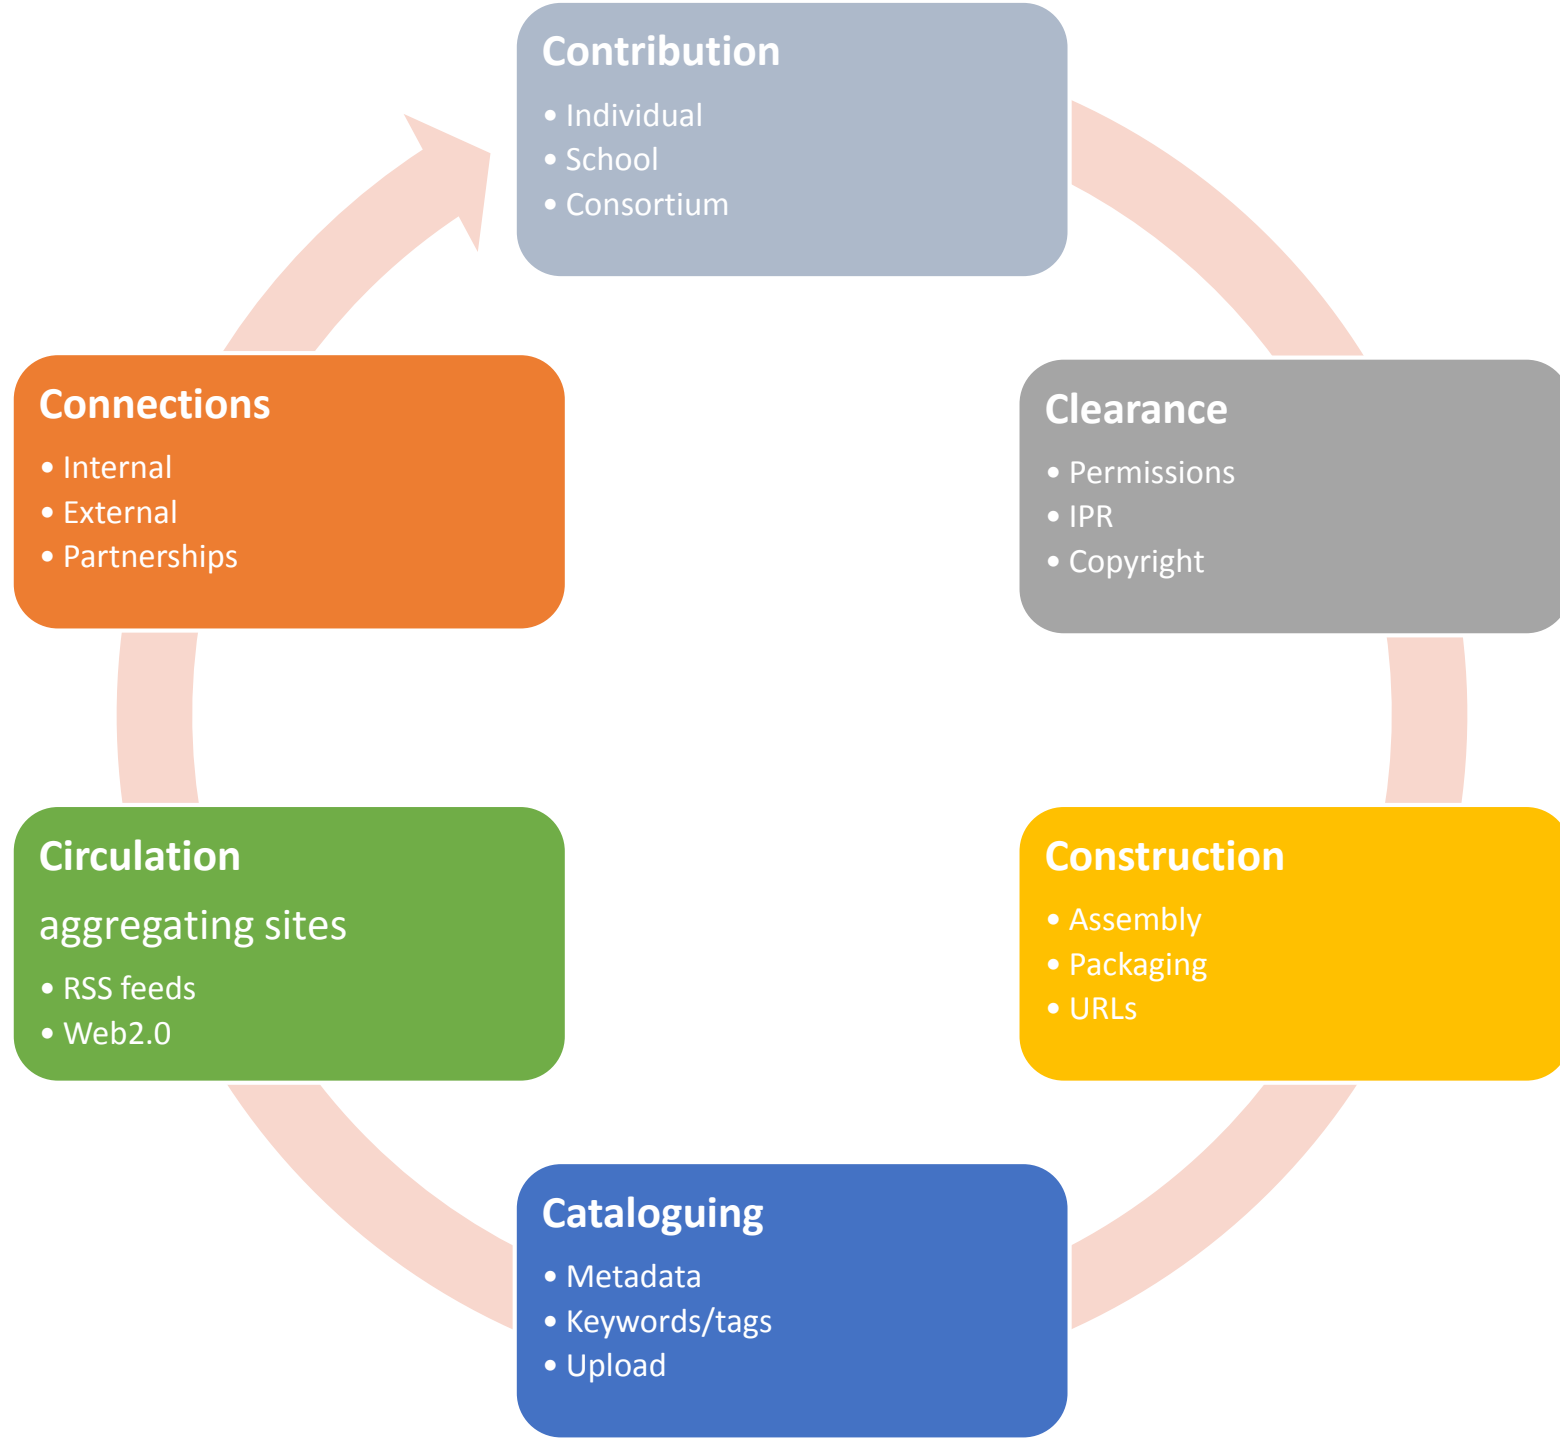 Contribution
• Individual
• School
• Consortium
Clearance
• Permissions
• IPR
• Copyright
Construction
• Assembly
• Packaging
• URLs
Cataloguing
• Metadata
• Keywords/tags
• Upload
Circulation
aggregating sites
• RSS feeds
• Web2.0
Connections
• Internal
• External
• Partnerships